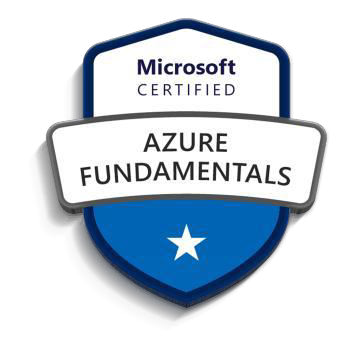 Microsoft
CERTIFIED
AZURE
FUNDAMENTALS